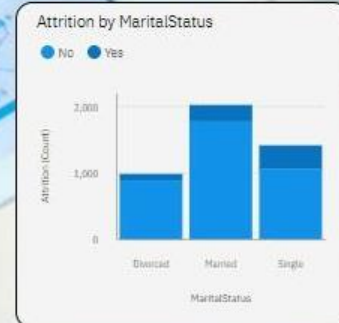 Attrition by MaritalStatus
No Yes
2,000
1,000
0
Attrition (Count)
Divorced Married Single
MaritalStatus